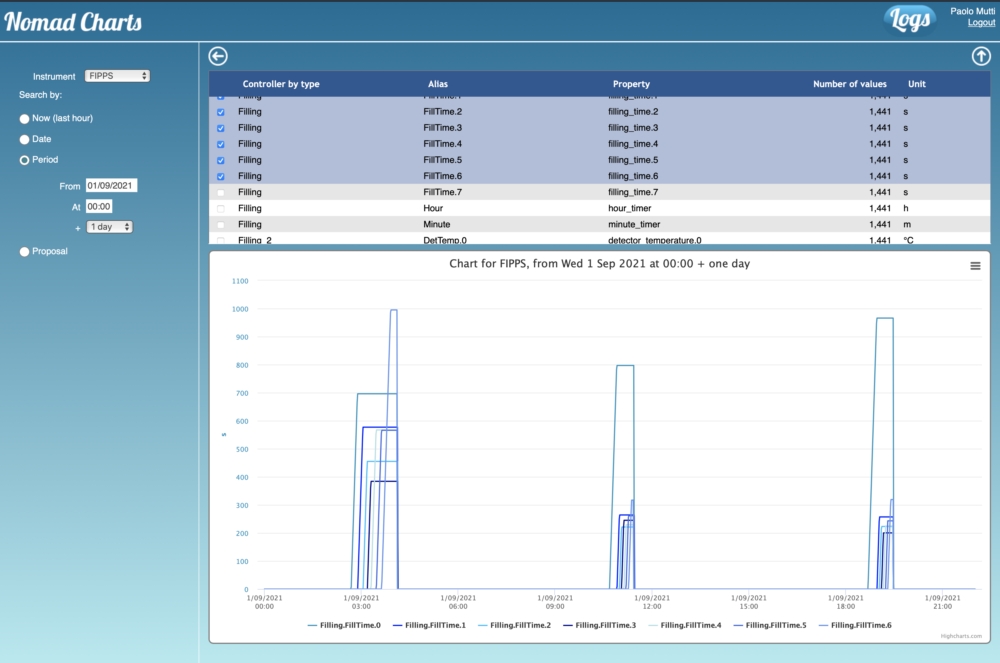 Nomad Charts
Logs
Paolo Mutti
Logout
Instrument FIPPS
Search by:
Now (last hour)
Date
Period
From 01/09/2021
At 00:00
+ 1 day
Proposal
Controller by type Alias Property Number of values Unit
Filling FillTime.1 filling_time.1 1,441 s
Filling FillTime.2 filling_time.2 1,441 s
Filling FillTime.3 filling_time.3 1,441 s
Filling FillTime.4 filling_time.4 1,441 s
Filling FillTime.5 filling_time.5 1,441 s
Filling FillTime.6 filling_time.6 1,441 s
Filling FillTime.7 filling_time.7 1,441 s
Filling Hour hour_timer 1,441 h
Filling Minute minute_timer 1,441 m
Filling_2 DetTemp.0 detector_temperature.0 1,441 °C
Chart for FIPPS, from Wed 1 Sep 2021 at 00:00 + one day
1100
1000
900
800
700
600
s
500
400
300
200
100
0
1/09/2021 1/09/2021 1/09/2021 1/09/2021 1/09/2021 1/09/2021 1/09/2021 1/09/2021
00:00 03:00 06:00 09:00 12:00 15:00 18:00 21:00
Filling.FillTime.0 Filling.FillTime.1 Filling.FillTime.2 Filling.FillTime.3 Filling.FillTime.4 Filling.FillTime.5 Filling.FillTime.6
Highcharts.com